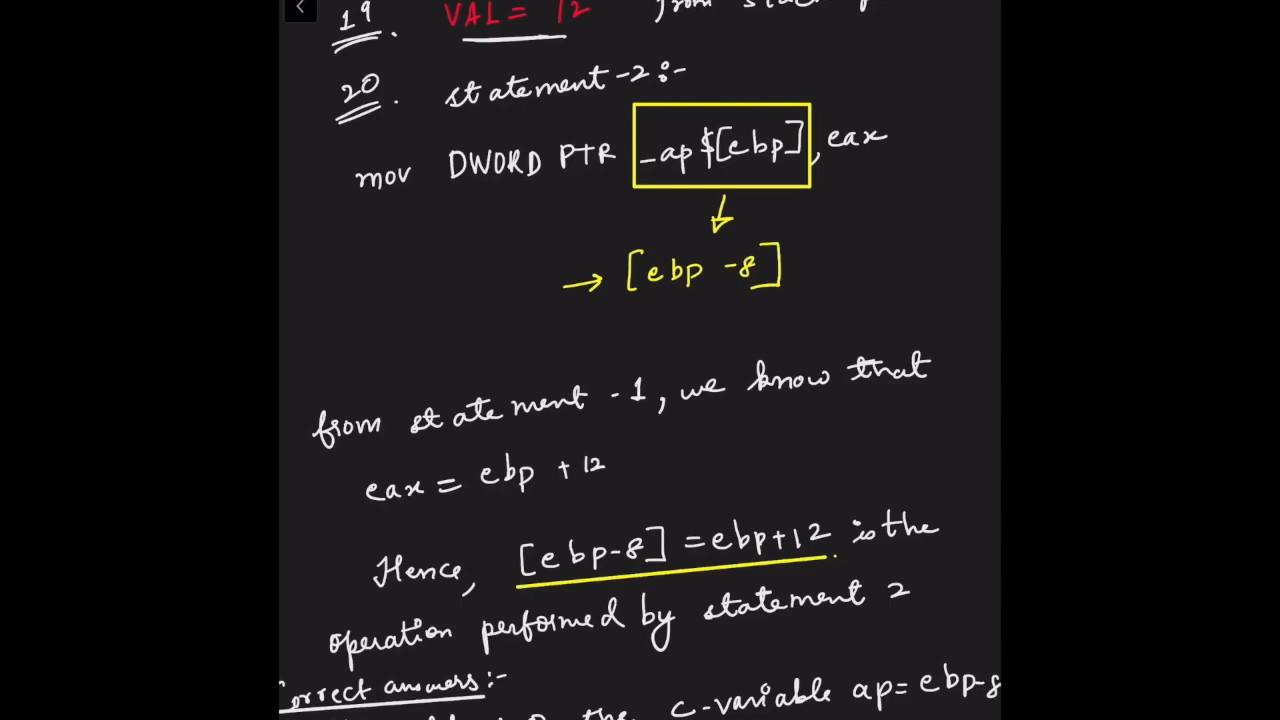 19. VAL = 12 from
20. statement -2 :-
mov DWORD PTR _ap$[ebp], eax
→ [ebp -8]
from statement -1, we know that
eax = ebp + 12
Hence, [ebp-8] = ebp+12 is the
operation performed by statement 2
correct answers:-
the c-variable ap= ebp-8